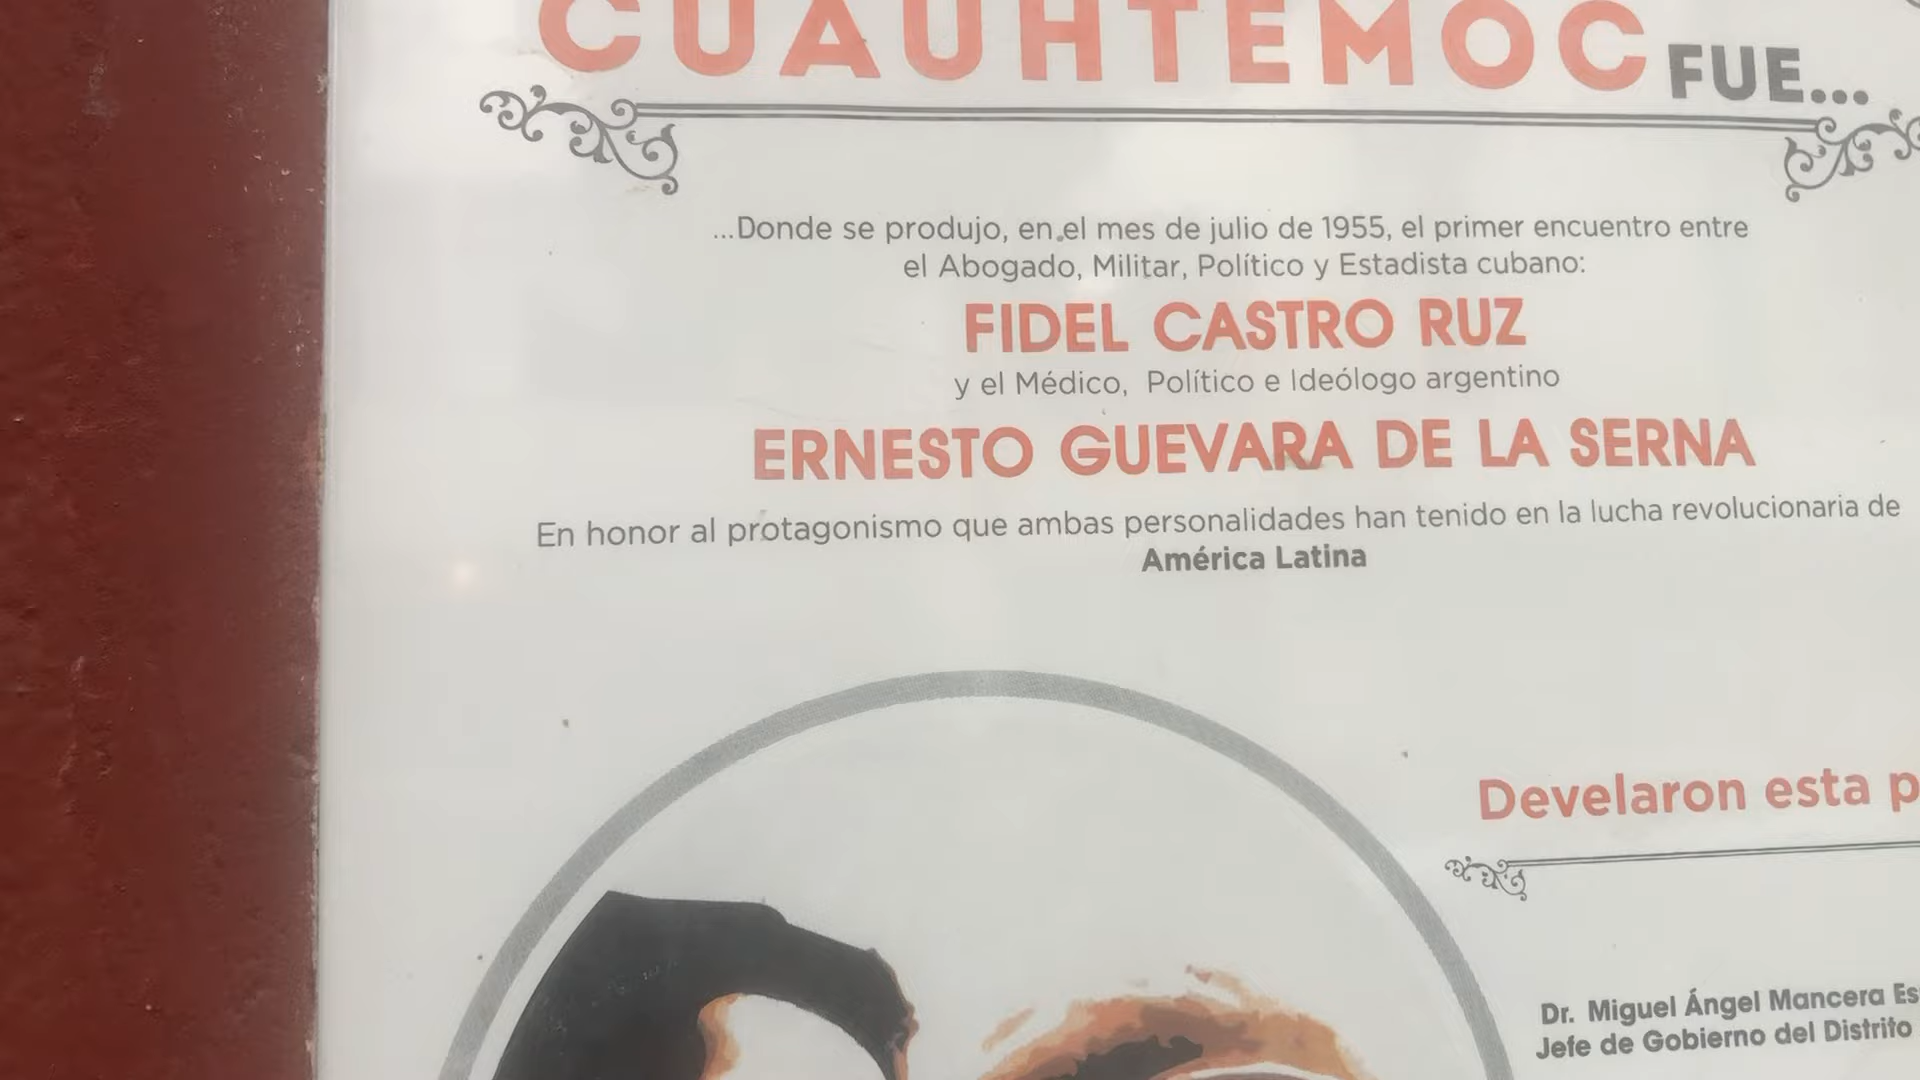 CUAUHTEMOC FUE...
...Donde se produjo, en el mes de julio de 1955, el primer encuentro entre
el Abogado, Militar, Político y Estadista cubano:
FIDEL CASTRO RUZ
y el Médico, Político e Ideólogo argentino
ERNESTO GUEVARA DE LA SERNA
En honor al protagonismo que ambas personalidades han tenido en la lucha revolucionaria de
América Latina
Develaron esta p
Dr. Miguel Ángel Mancera Es
Jefe de Gobierno del Distrito